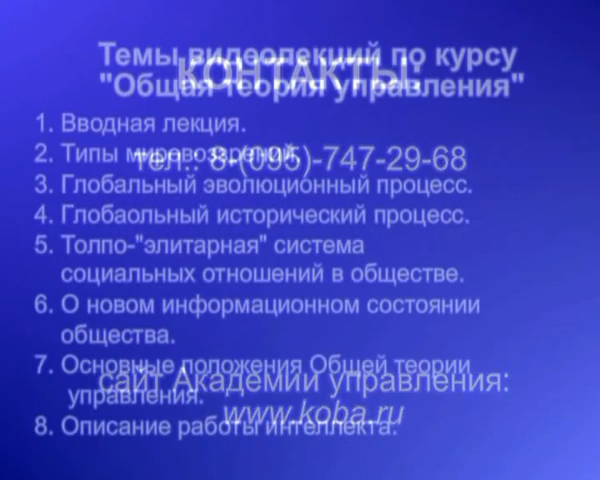 Темы видеолекций по курсу
КОНТАКТЫ:
"Общая теория управления"
1. Вводная лекция.
2. Типы мировоззрений.
тел.: 8-(095)-747-29-68
3. Глобальный эволюционный процесс.
4. Глобаольный исторический процесс.
5. Толпо-"элитарная" система
социальных отношений в обществе.
6. О новом информационном состоянии
общества.
7. Основные положения Общей теории
сайт Академии управления:
управления.
www.koba.ru
8. Описание работы интеллекта.